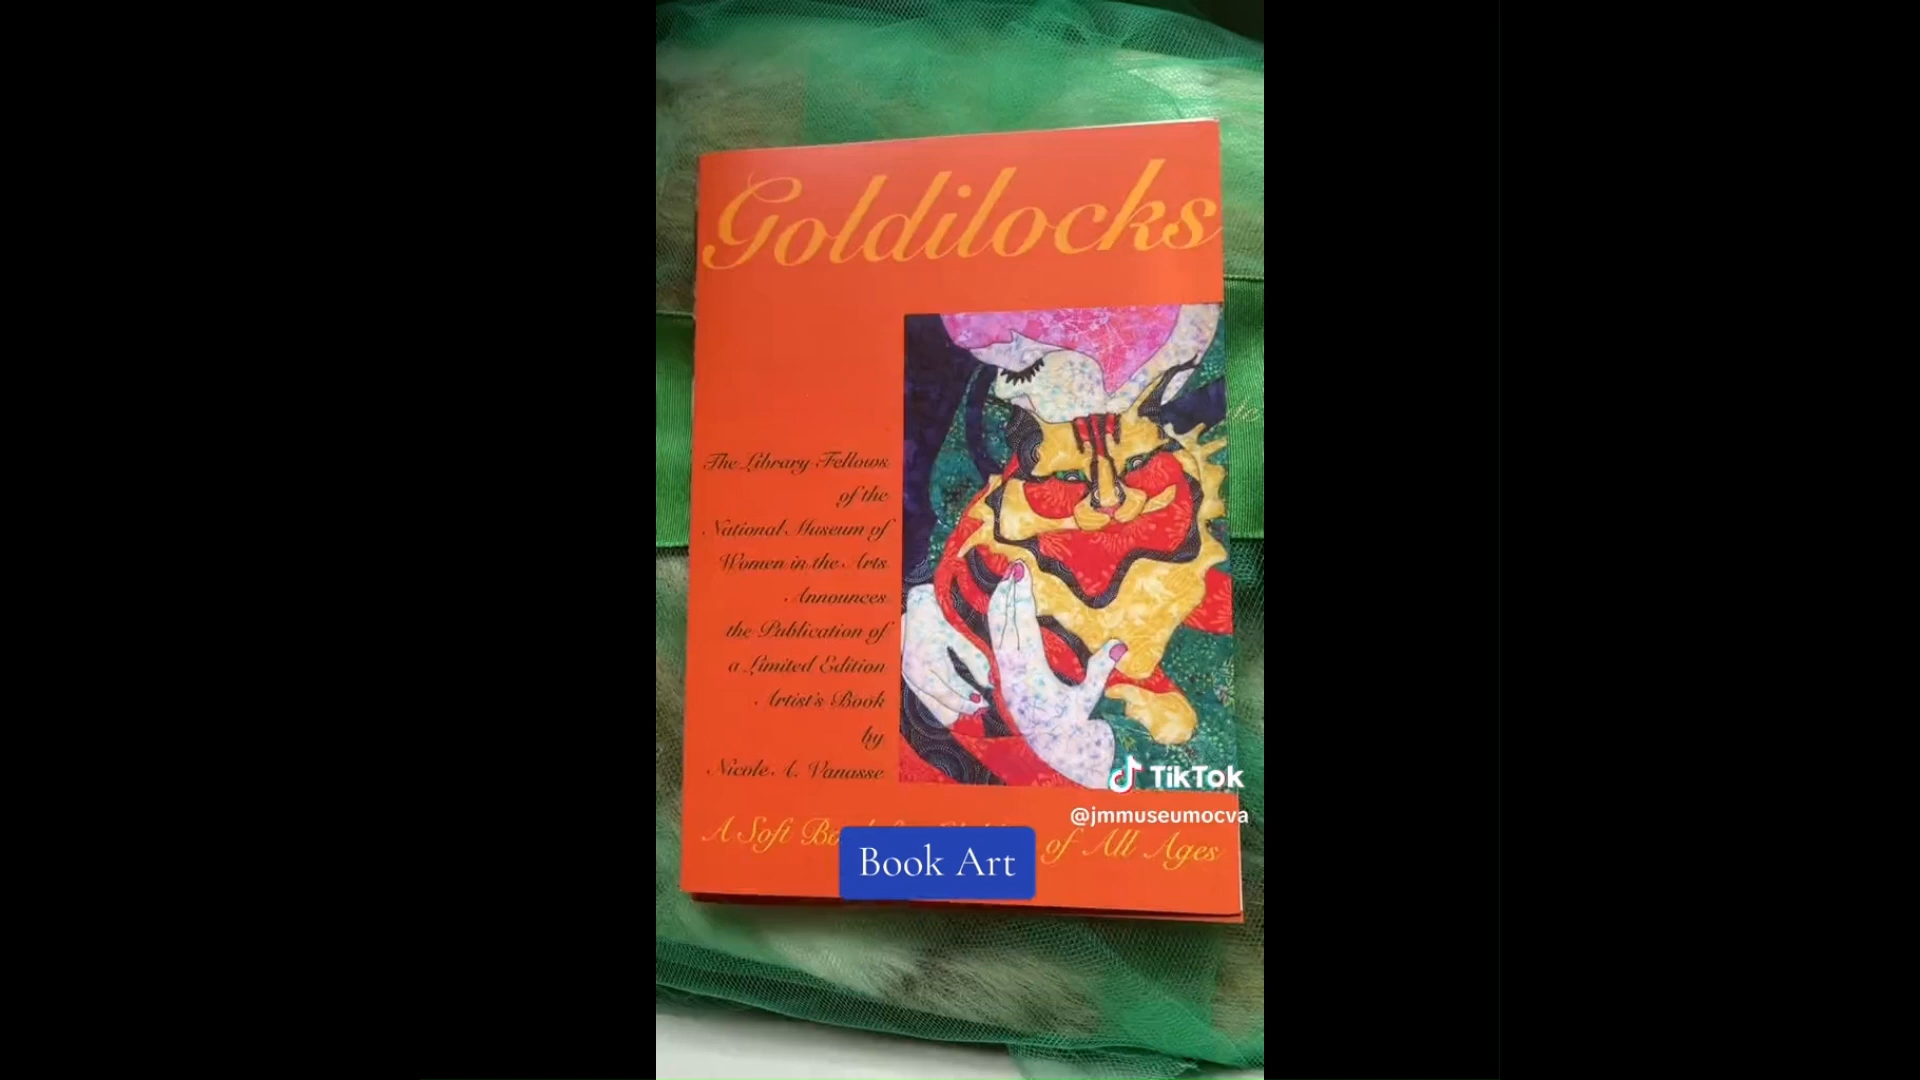 Goldilocks
The Library Fellows
of the
National Museum of
Women in the Arts
Announces
the Publication of
a Limited Edition
Artist's Book
by
Nicole A. Vanasse
TikTok
@jmmuseumocva
A Soft of All Ages
Book Art